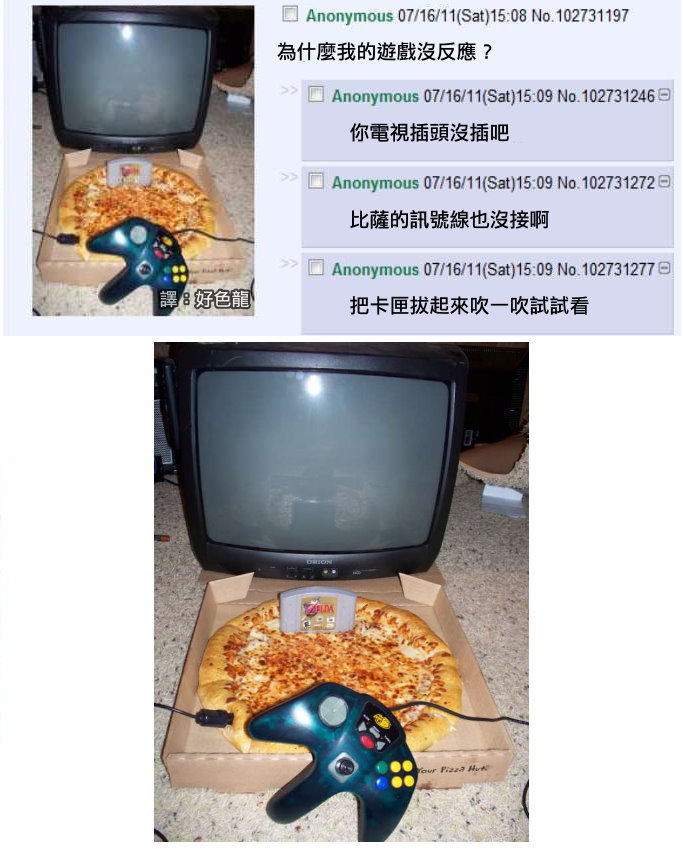 Anonymous 07/16/11(Sat)15:08 No.102731197
為什麼我的遊戲沒反應？
>> Anonymous 07/16/11(Sat)15:09 No.102731246
你電視插頭沒插吧
>> Anonymous 07/16/11(Sat)15:09 No.102731272
比薩的訊號線也沒接啊
>> Anonymous 07/16/11(Sat)15:09 No.102731277
把卡匣拔起來吹一吹試試看
譯：好色龍
ORION
ZELDA
Your Pizza Hut